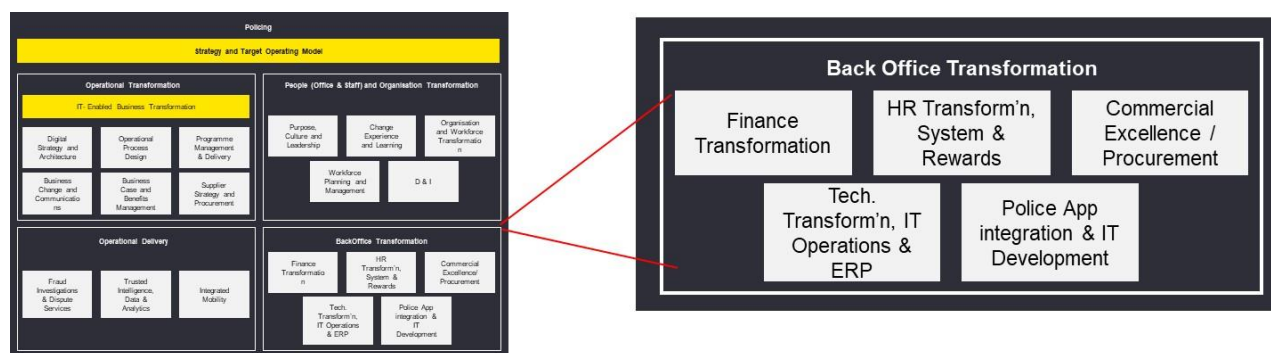 Policing
Strategy and Target Operating Model
Operational Transformation
IT- Enabled Business Transformation
Digital
Strategy and
Architecture
Operational
Process
Design
Programme
Management
& Delivery
Business
Change and
Communicatio
ns
Business
Case and
Benefits
Management
Supplier
Strategy and
Procurement
People (Office & Staff) and Organisation Transformation
Purpose,
Culture and
Leadership
Change
Experience
and Learning
Organisation
and Workforce
Transformatio
n
Workforce
Planning and
Management
D & I
Operational Delivery
Fraud
Investigations
& Dispute
Services
Trusted
Intelligence,
Data &
Analytics
Integrated
Mobility
BackOffice Transformation
Finance
Transformatio
n
HR
Transform'n,
System &
Rewards
Commercial
Excellence/
Procurement
Tech.
Transform'n,
IT Operations
& ERP
Police App
integration &
IT
Development
Back Office Transformation
Finance
Transformation
HR Transform'n,
System &
Rewards
Commercial
Excellence /
Procurement
Tech.
Transform'n, IT
Operations &
ERP
Police App
integration & IT
Development